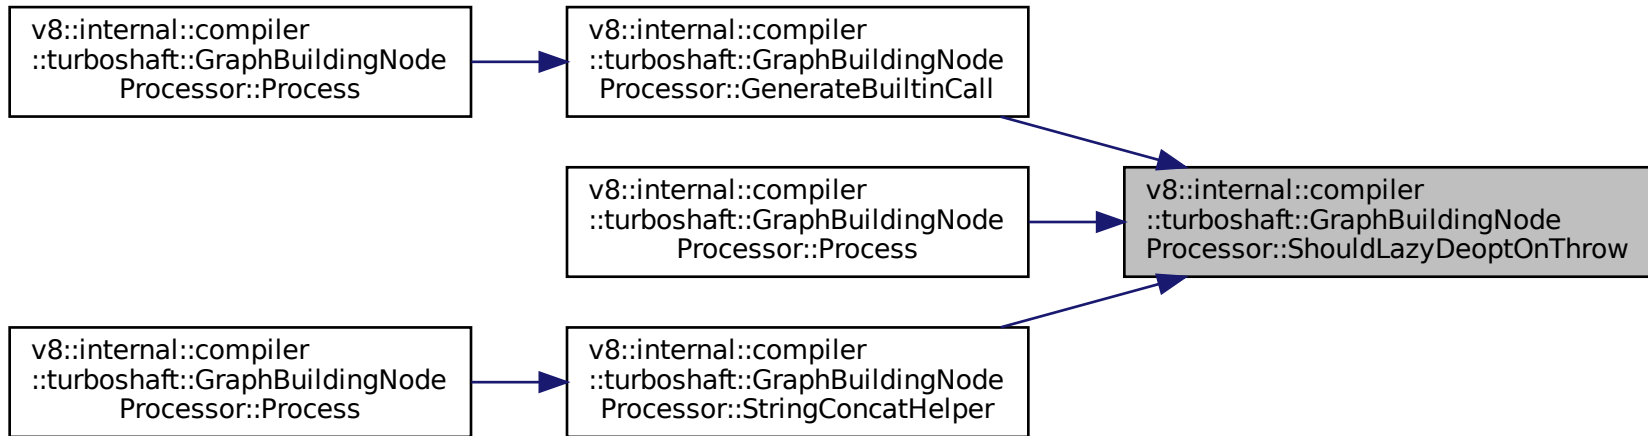 v8::internal::compiler
::turboshaft::GraphBuildingNode
Processor::Process
v8::internal::compiler
::turboshaft::GraphBuildingNode
Processor::GenerateBuiltinCall
v8::internal::compiler
::turboshaft::GraphBuildingNode
Processor::Process
v8::internal::compiler
::turboshaft::GraphBuildingNode
Processor::ShouldLazyDeoptOnThrow
v8::internal::compiler
::turboshaft::GraphBuildingNode
Processor::Process
v8::internal::compiler
::turboshaft::GraphBuildingNode
Processor::StringConcatHelper